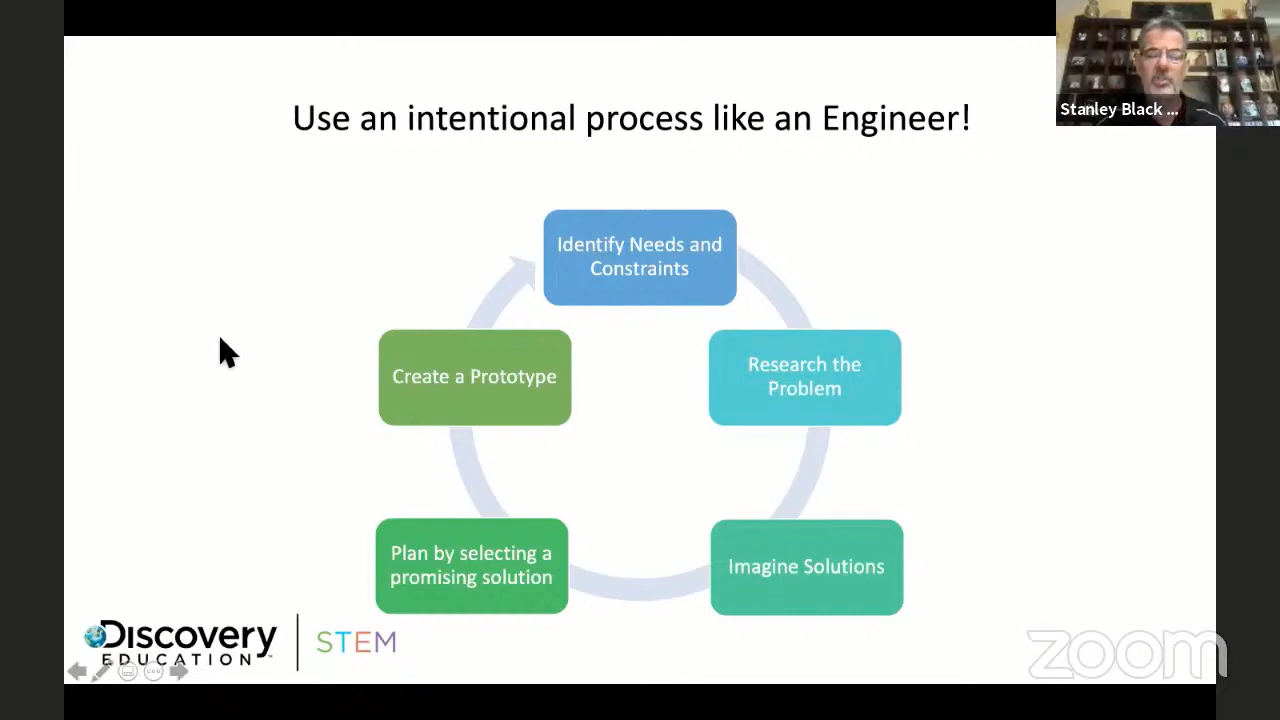 Use an intentional process like an Engineer!
Stanley Black ...
Identify Needs and
Constraints
Research the
Problem
Imagine Solutions
Plan by selecting a
promising solution
Create a Prototype
Discovery
EDUCATION
STEM
zoom